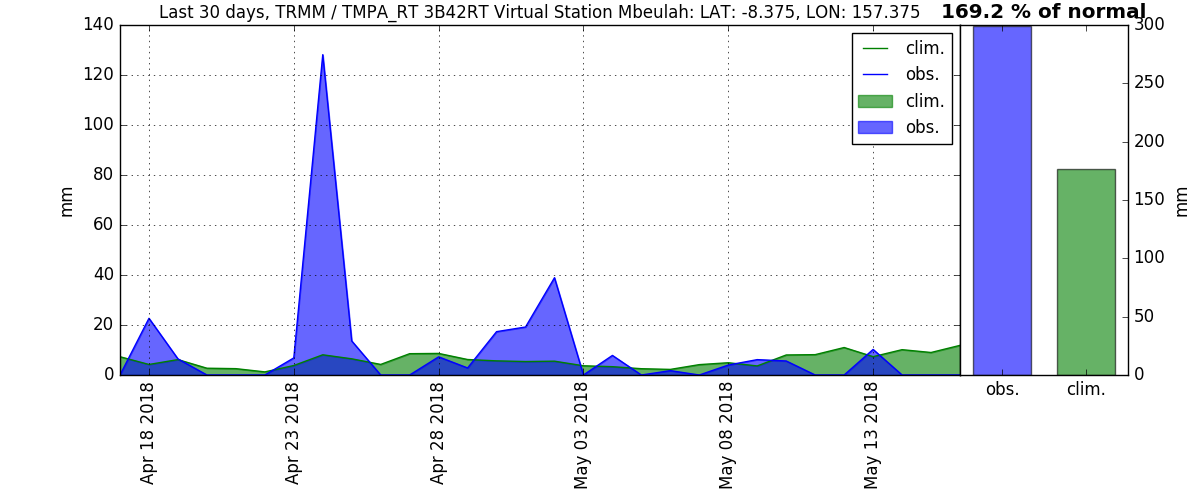 Last 30 days, TRMM / TMPA_RT 3B42RT Virtual Station Mbeulah: LAT: -8.375, LON: 157.375
169.2 % of normal
140
120
100
80
60
40
20
0
mm
clim.
obs.
clim.
obs.
Apr 18 2018
Apr 23 2018
Apr 28 2018
May 03 2018
May 08 2018
May 13 2018
300
250
200
150
100
50
0
mm
obs.
clim.